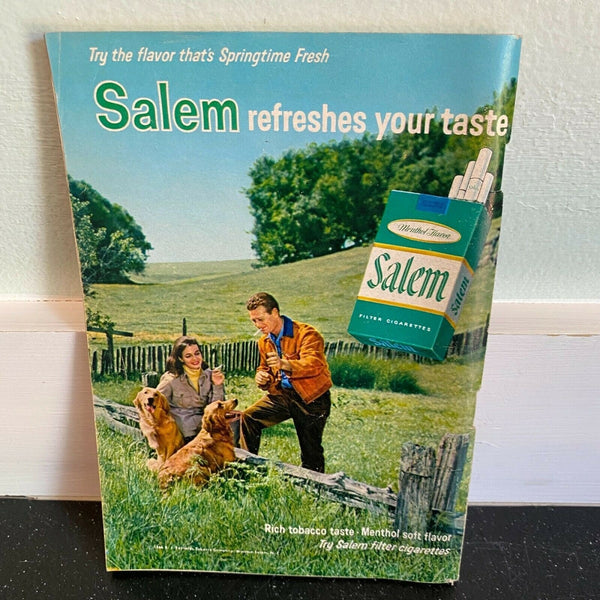 Try the flavor that's Springtime Fresh
Salem refreshes your taste
Menthol Flavor
Salem
Salem
FILTER CIGARETTES
Rich tobacco taste · Menthol soft flavor
Try Salem filter cigarettes